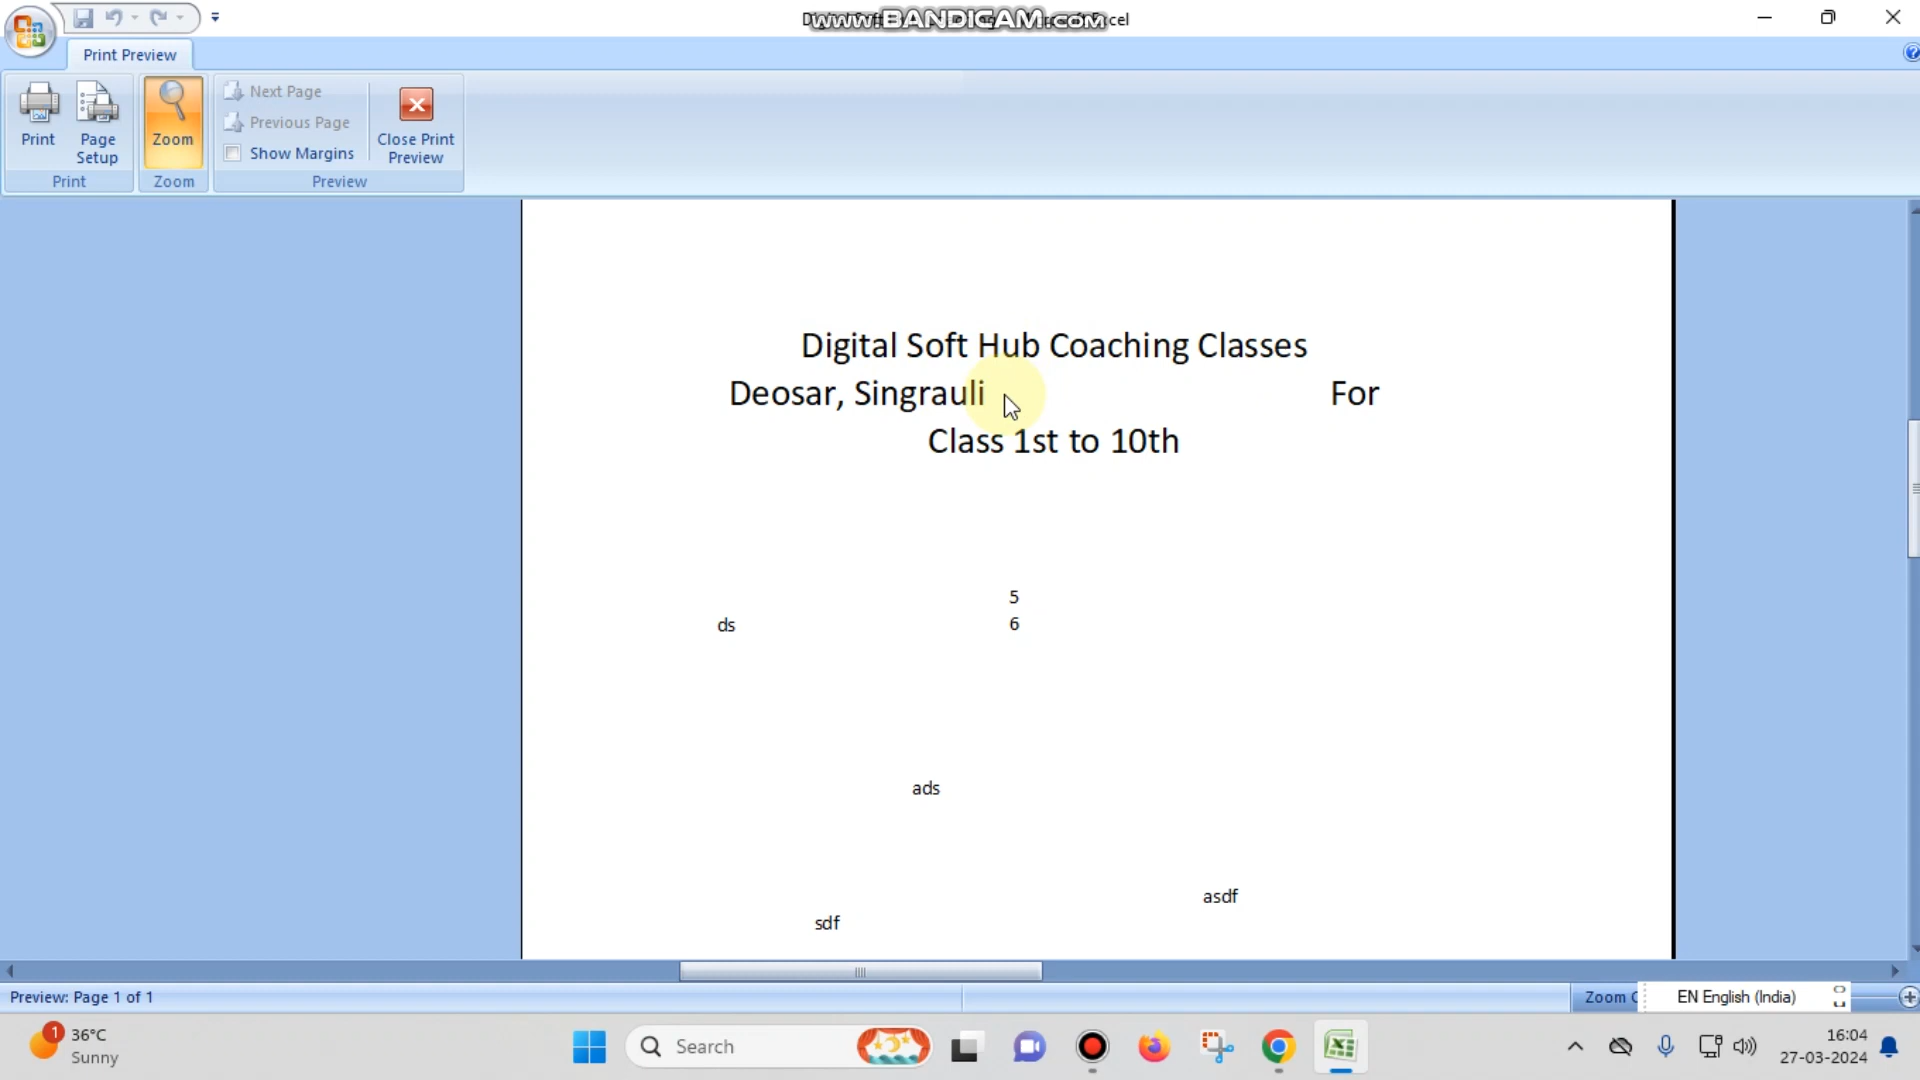 www.BANDICAM.com
Print Preview
Print
Page Setup
Zoom
Next Page
Previous Page
Show Margins
Close Print Preview
Print
Zoom
Preview
Digital Soft Hub Coaching Classes
Deosar, Singrauli For
Class 1st to 10th
5
ds 6
ads
asdf
sdf
Preview: Page 1 of 1
Zoom
EN English (India)
1
36°C
Sunny
Search
16:04
27-03-2024